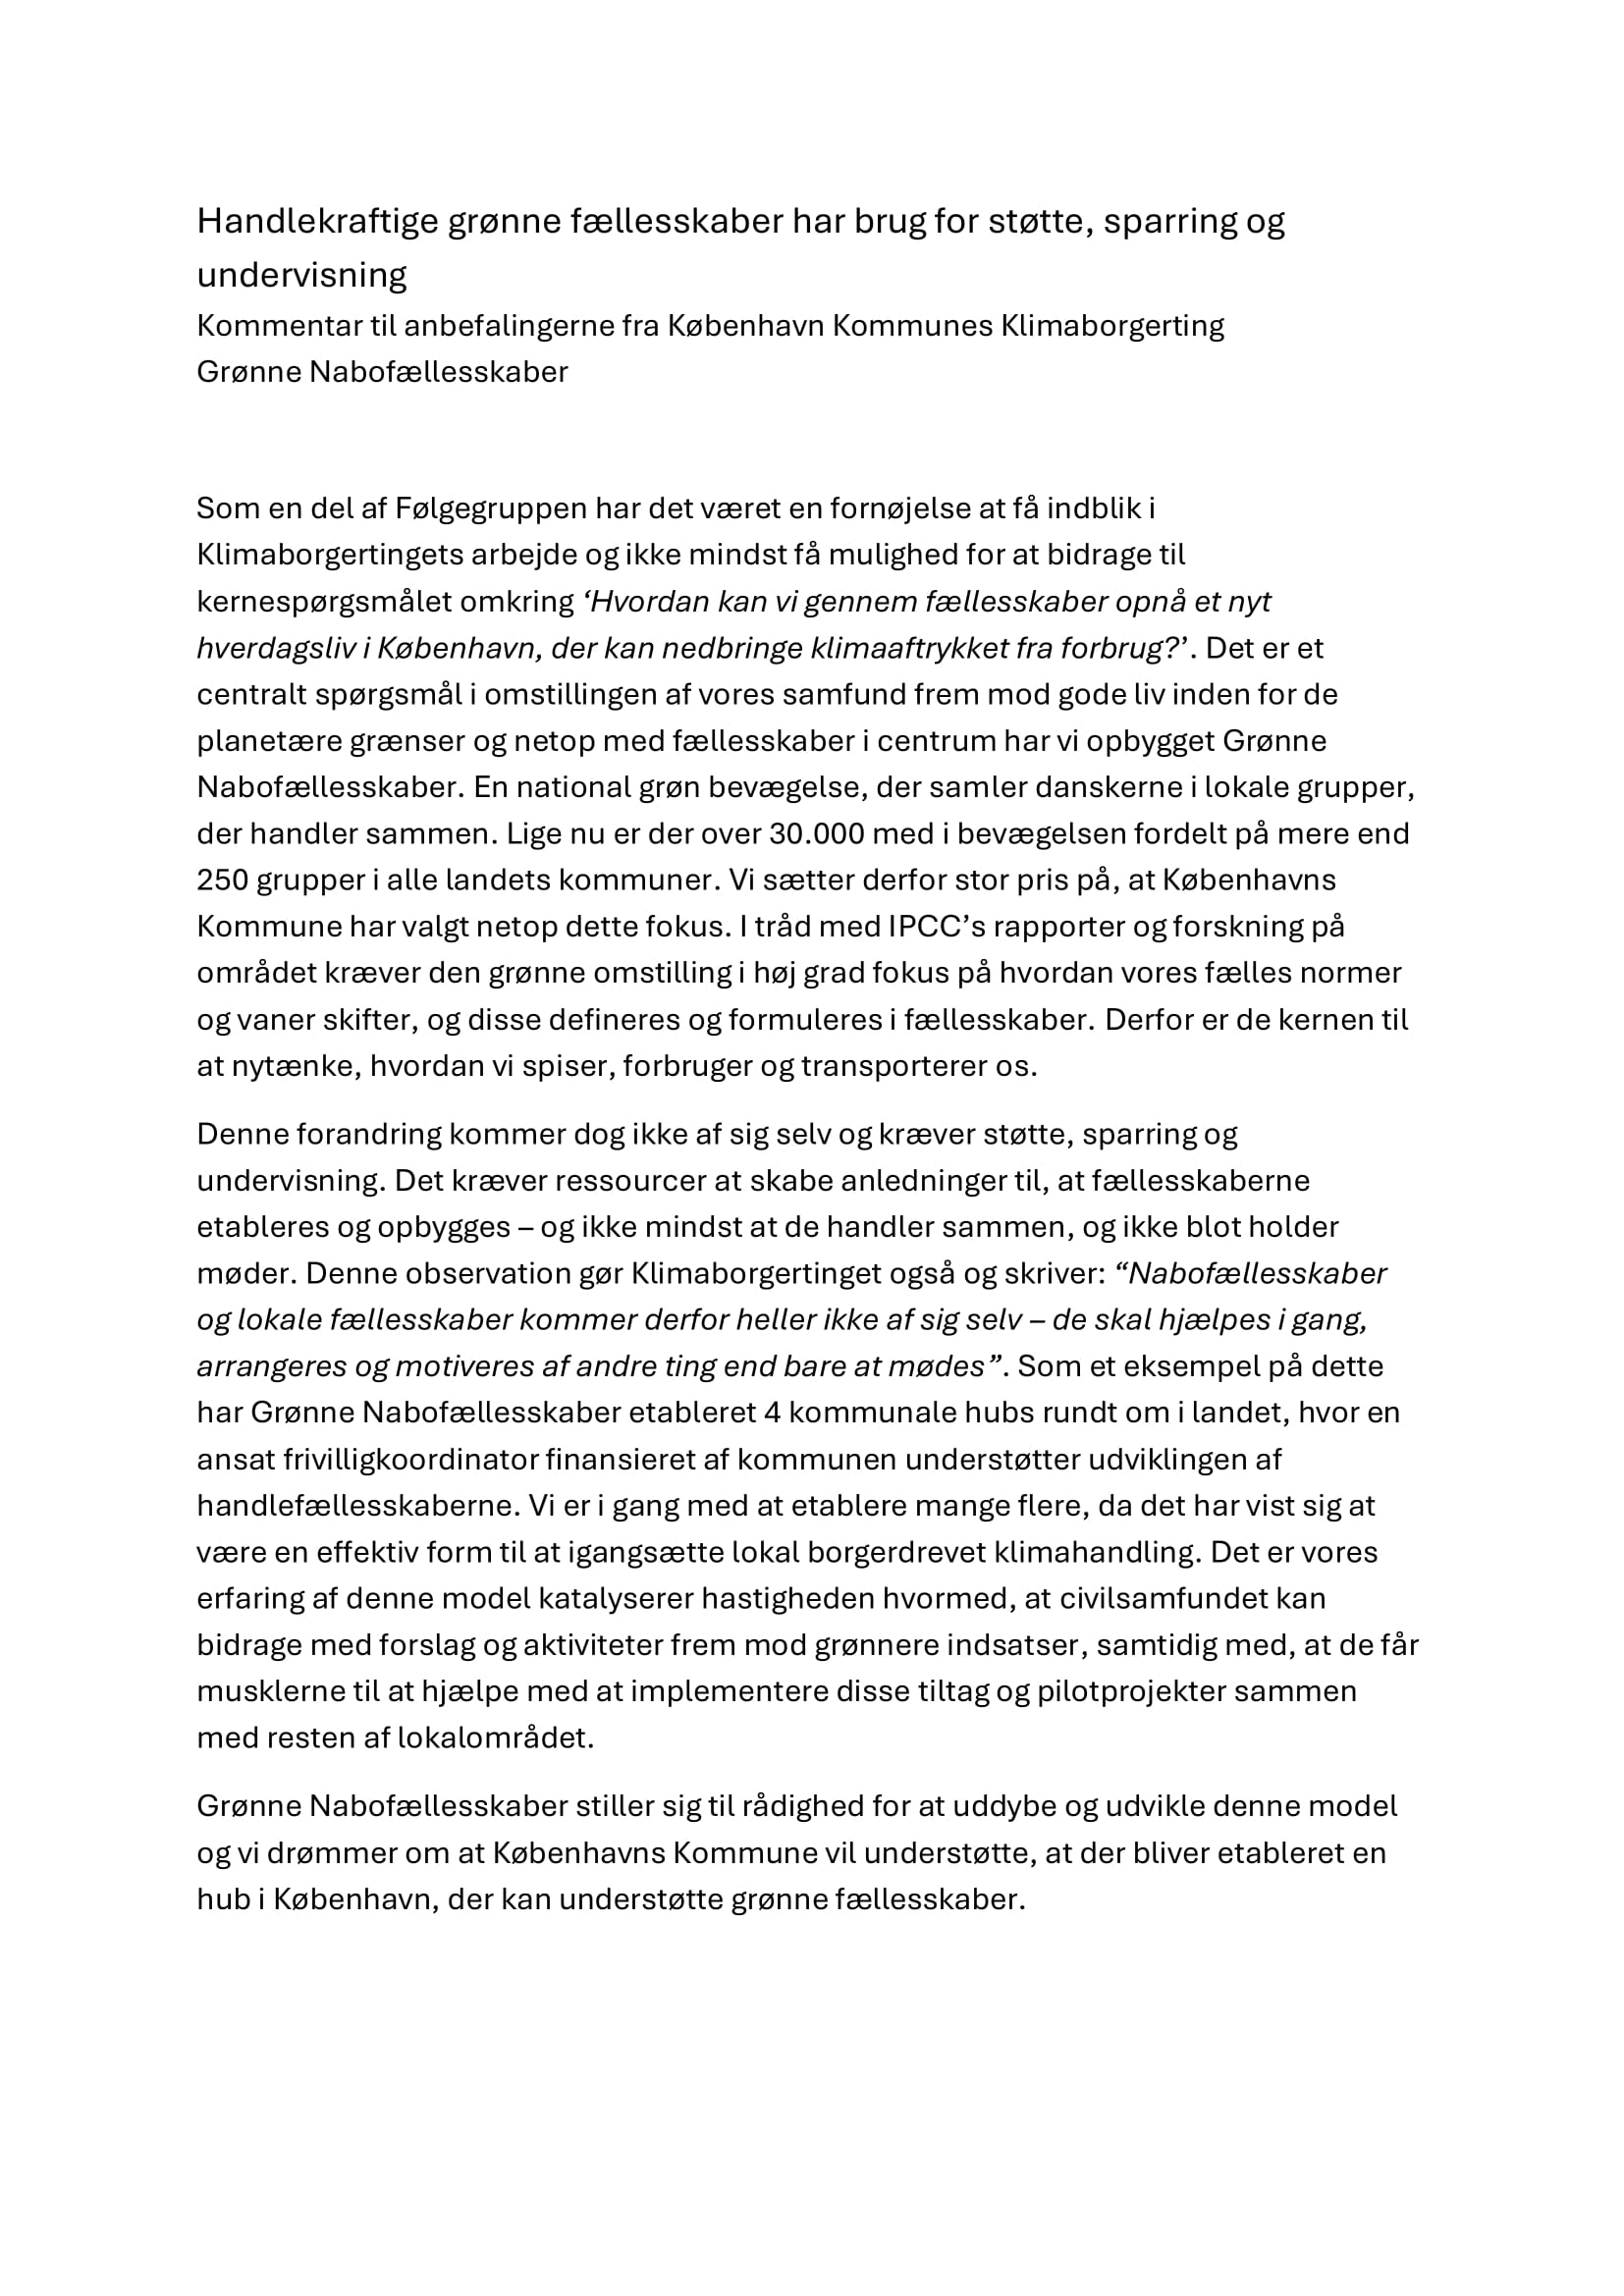 Handlekraftige grønne fællesskaber har brug for støtte, sparring og
undervisning
Kommentar til anbefalingerne fra København Kommunes Klimaborgerting
Grønne Nabofællesskaber
Som en del af Følgegruppen har det været en fornøjelse at få indblik i
Klimaborgertingets arbejde og ikke mindst få mulighed for at bidrage til
kernespørgsmålet omkring ‘Hvordan kan vi gennem fællesskaber opnå et nyt
hverdagsliv i København, der kan nedbringe klimaaftrykket fra forbrug?’. Det er et
centralt spørgsmål i omstillingen af vores samfund frem mod gode liv inden for de
planetære grænser og netop med fællesskaber i centrum har vi opbygget Grønne
Nabofællesskaber. En national grøn bevægelse, der samler danskerne i lokale grupper,
der handler sammen. Lige nu er der over 30.000 med i bevægelsen fordelt på mere end
250 grupper i alle landets kommuner. Vi sætter derfor stor pris på, at Københavns
Kommune har valgt netop dette fokus. I tråd med IPCC’s rapporter og forskning på
området kræver den grønne omstilling i høj grad fokus på hvordan vores fælles normer
og vaner skifter, og disse defineres og formuleres i fællesskaber. Derfor er de kernen til
at nytænke, hvordan vi spiser, forbruger og transporterer os.
Denne forandring kommer dog ikke af sig selv og kræver støtte, sparring og
undervisning. Det kræver ressourcer at skabe anledninger til, at fællesskaberne
etableres og opbygges – og ikke mindst at de handler sammen, og ikke blot holder
møder. Denne observation gør Klimaborgertinget også og skriver: “Nabofællesskaber
og lokale fællesskaber kommer derfor heller ikke af sig selv – de skal hjælpes i gang,
arrangeres og motiveres af andre ting end bare at mødes”. Som et eksempel på dette
har Grønne Nabofællesskaber etableret 4 kommunale hubs rundt om i landet, hvor en
ansat frivilligkoordinator finansieret af kommunen understøtter udviklingen af
handlefællesskaberne. Vi er i gang med at etablere mange flere, da det har vist sig at
være en effektiv form til at igangsætte lokal borgerdrevet klimahandling. Det er vores
erfaring af denne model katalyserer hastigheden hvormed, at civilsamfundet kan
bidrage med forslag og aktiviteter frem mod grønnere indsatser, samtidig med, at de får
musklerne til at hjælpe med at implementere disse tiltag og pilotprojekter sammen
med resten af lokalområdet.
Grønne Nabofællesskaber stiller sig til rådighed for at uddybe og udvikle denne model
og vi drømmer om at Københavns Kommune vil understøtte, at der bliver etableret en
hub i København, der kan understøtte grønne fællesskaber.